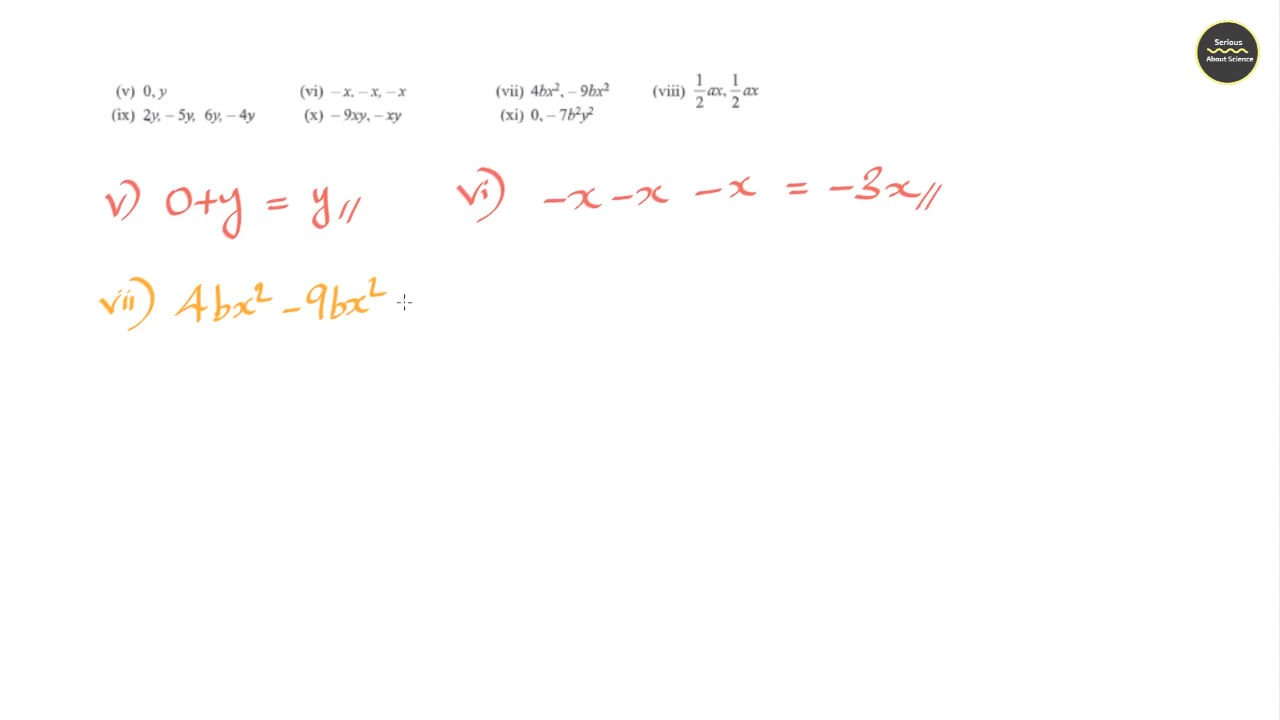 Serious
About Science
(v) 0, y (vi) – x, – x, – x (vii) 4bx², – 9bx² (viii) 1/2 ax, 1/2 ax
(ix) 2y, – 5y, 6y, – 4y (x) – 9xy, – xy (xi) 0, – 7b²y²
v) 0+y = y// vi) -x -x -x = -3x//
vii) 4bx² - 9bx²